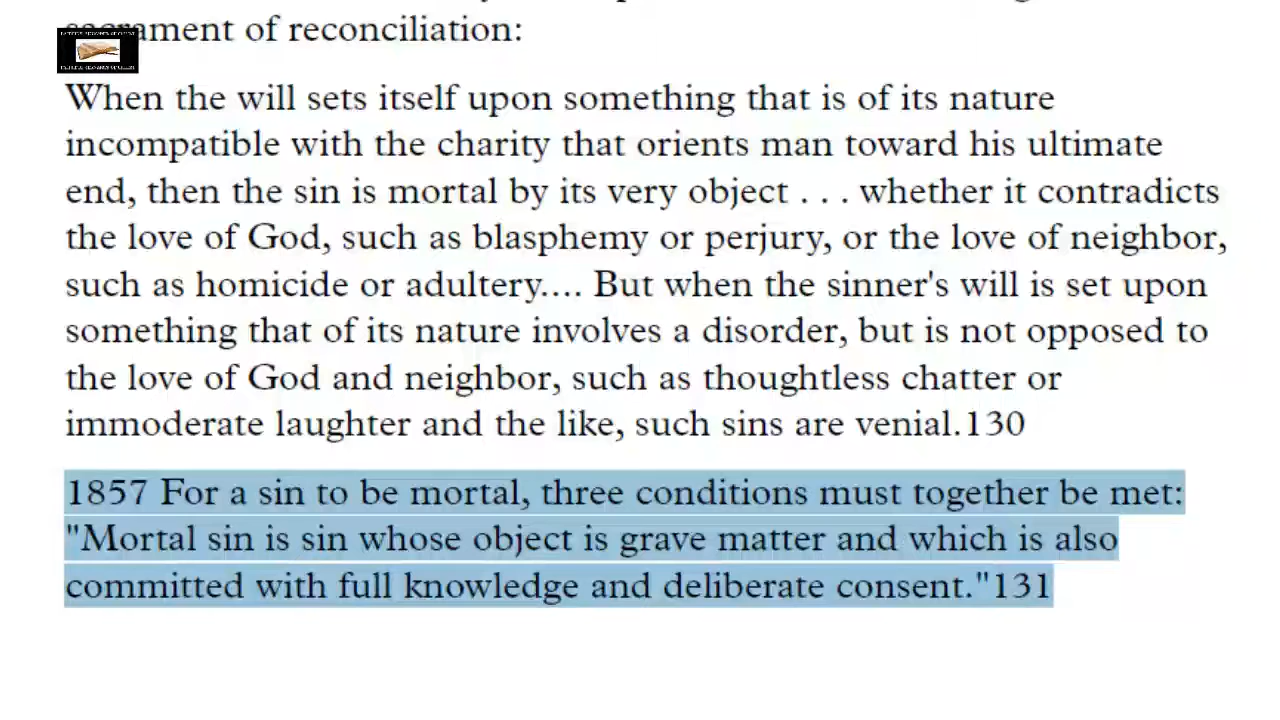 sacrament of reconciliation:
When the will sets itself upon something that is of its nature
incompatible with the charity that orients man toward his ultimate
end, then the sin is mortal by its very object . . . whether it contradicts
the love of God, such as blasphemy or perjury, or the love of neighbor,
such as homicide or adultery.... But when the sinner's will is set upon
something that of its nature involves a disorder, but is not opposed to
the love of God and neighbor, such as thoughtless chatter or
immoderate laughter and the like, such sins are venial.130
1857 For a sin to be mortal, three conditions must together be met:
"Mortal sin is sin whose object is grave matter and which is also
committed with full knowledge and deliberate consent."131